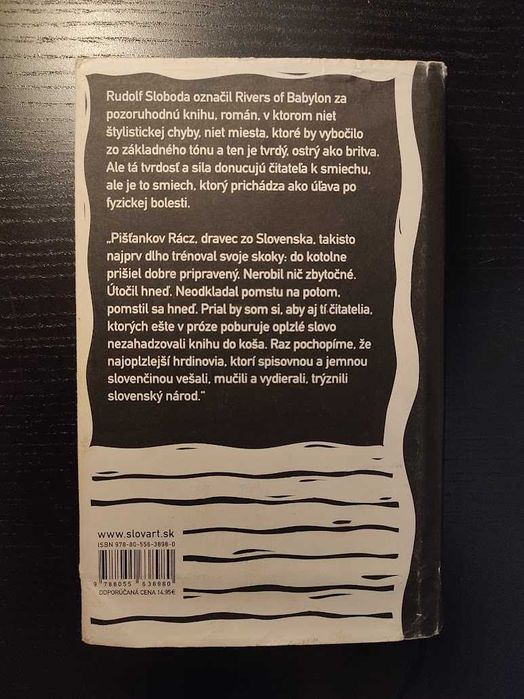 Rudolf Sloboda označil Rivers of Babylon za
pozoruhodnú knihu, román, v ktorom niet
štylistickej chyby, niet miesta, ktoré by vybočilo
zo základného tónu a ten je tvrdý, ostrý ako britva.
Ale tá tvrdosť a sila donucujú čitateľa k smiechu,
ale je to smiech, ktorý prichádza ako úľava po
fyzickej bolesti.
„Pišťankov Rácz, dravec zo Slovenska, takisto
najprv dlho trénoval svoje skoky: do kotolne
prišiel dobre pripravený. Nerobil nič zbytočné.
Útočil hneď. Neodkladal pomstu na potom,
pomstil sa hneď. Prial by som si, aby aj tí čitatelia,
ktorých ešte v próze poburuje oplzlé slovo
nezahadzovali knihu do koša. Raz pochopíme, že
najoplzlejší hrdinovia, ktorí spisovnou a jemnou
slovenčinou vešali, mučili a vydierali, trýznili
slovenský národ.“
www.slovart.sk
ISBN 978-80-556-3898-0
9 788055 638980
ODPORÚČANÁ CENA 14,95€